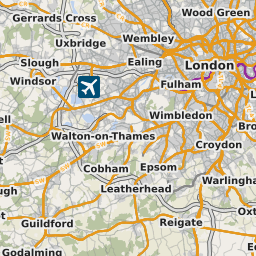 Wood Green
Gerrards Cross
Wembley
Uxbridge
Slough
Ealing
London
Windsor
Fulham
Wimbledon
Walton-on-Thames
Croydon
Cobham
Epsom
Warlingham
Leatherhead
Guildford
Reigate
Godalming